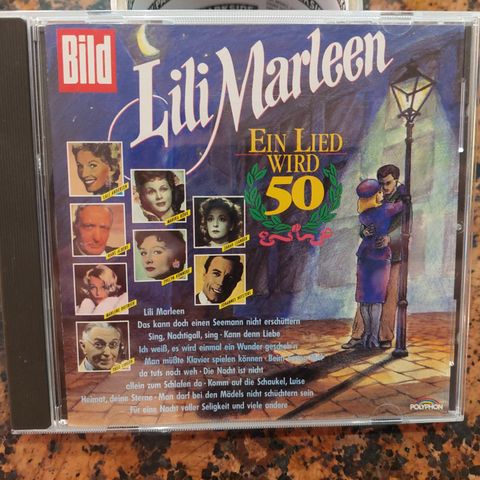 Bild
Lili Marleen
EIN LIED
WIRD
50
Lili Marleen
Das kann doch einen Seemann nicht erschüttern
Sing, Nachtigall, sing · Kann denn Liebe
Ich weiß, es wird einmal ein Wunder geschehn
Man müßte Klavier spielen können · Beim
da tuts noch weh · Die Nacht ist nicht
allein zum Schlafen da · Komm auf die Schaukel, Luise
Heimat, deine Sterne · Man darf bei den Mädels nicht schüchtern sein
Für eine Nacht voller Seligkeit und viele andere
POLYPHON